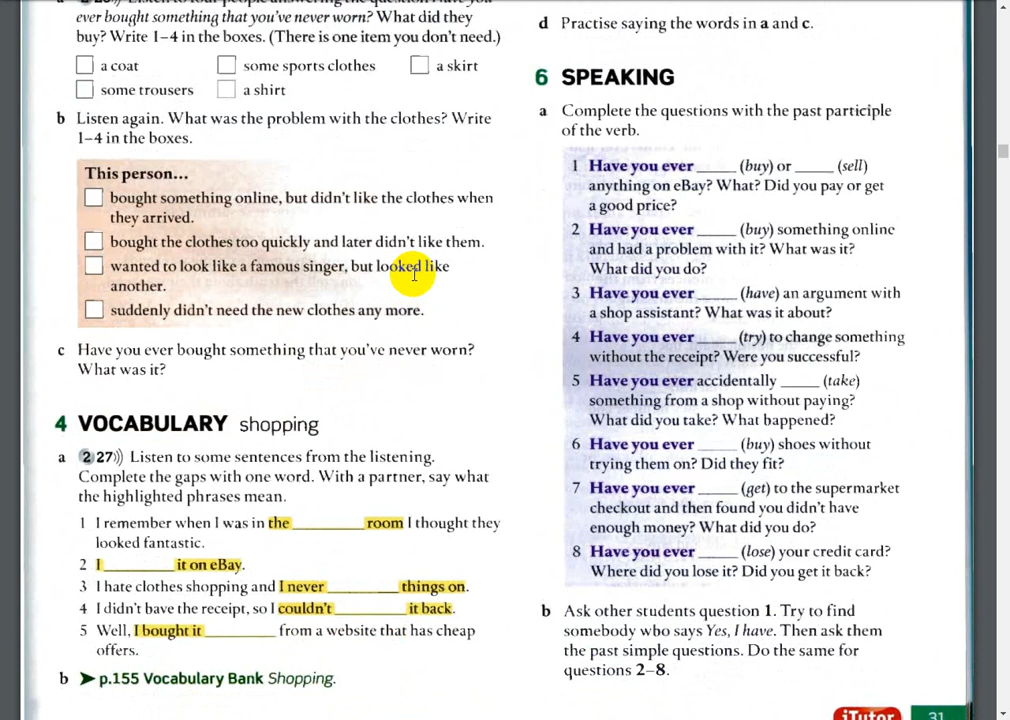 ever bought something that you've never worn? What did they
buy? Write 1–4 in the boxes. (There is one item you don't need.)
a coat
some sports clothes
a skirt
some trousers
a shirt
b Listen again. What was the problem with the clothes? Write
1–4 in the boxes.
This person...
bought something online, but didn't like the clothes when
they arrived.
bought the clothes too quickly and later didn't like them.
wanted to look like a famous singer, but looked like
another.
suddenly didn't need the new clothes any more.
c Have you ever bought something that you've never worn?
What was it?
4 VOCABULARY shopping
a 2 27))) Listen to some sentences from the listening.
Complete the gaps with one word. With a partner, say what
the highlighted phrases mean.
1 I remember when I was in the ________ room I thought they
looked fantastic.
2 I ________ it on eBay.
3 I hate clothes shopping and I never ________ things on.
4 I didn't have the receipt, so I couldn't ________ it back.
5 Well, I bought it ________ from a website that has cheap
offers.
b ➤ p.155 Vocabulary Bank Shopping.
d Practise saying the words in a and c.
6 SPEAKING
a Complete the questions with the past participle
of the verb.
1 Have you ever _____ (buy) or _____ (sell)
anything on eBay? What? Did you pay or get
a good price?
2 Have you ever _____ (buy) something online
and had a problem with it? What was it?
What did you do?
3 Have you ever _____ (have) an argument with
a shop assistant? What was it about?
4 Have you ever _____ (try) to change something
without the receipt? Were you successful?
5 Have you ever accidentally _____ (take)
something from a shop without paying?
What did you take? What happened?
6 Have you ever _____ (buy) shoes without
trying them on? Did they fit?
7 Have you ever _____ (get) to the supermarket
checkout and then found you didn't have
enough money? What did you do?
8 Have you ever _____ (lose) your credit card?
Where did you lose it? Did you get it back?
b Ask other students question 1. Try to find
somebody who says Yes, I have. Then ask them
the past simple questions. Do the same for
questions 2–8.
iTutor 31